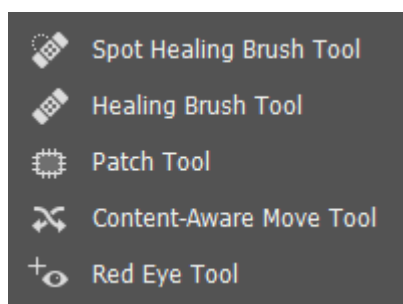 Spot Healing Brush Tool
Healing Brush Tool
Patch Tool
Content-Aware Move Tool
Red Eye Tool